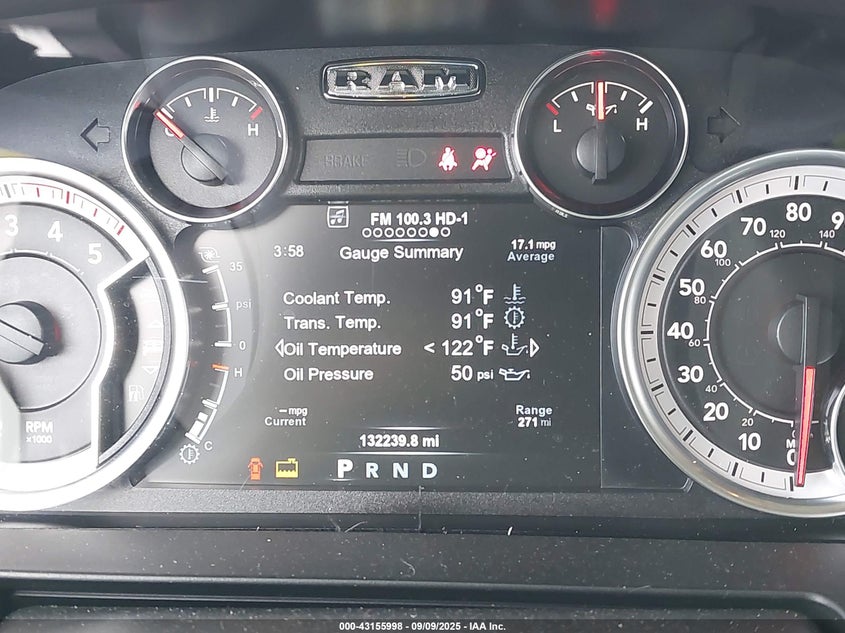 RAM
C H
BRAKE
L H
FM 100.3 HD-1
3:58
Gauge Summary
17.1 mpg
Average
Coolant Temp. 91°F
Trans. Temp. 91°F
Oil Temperature < 122°F
Oil Pressure 50 psi
-- mpg
Current
Range
271 mi
132239.8 mi
P R N D
35
psi
0
H
C
3
4
5
RPM
x1000
0
10
20
30
40
50
60
70
80
20
40
60
80
100
120
140
000-43155998 - 09/09/2025 - IAA Inc.